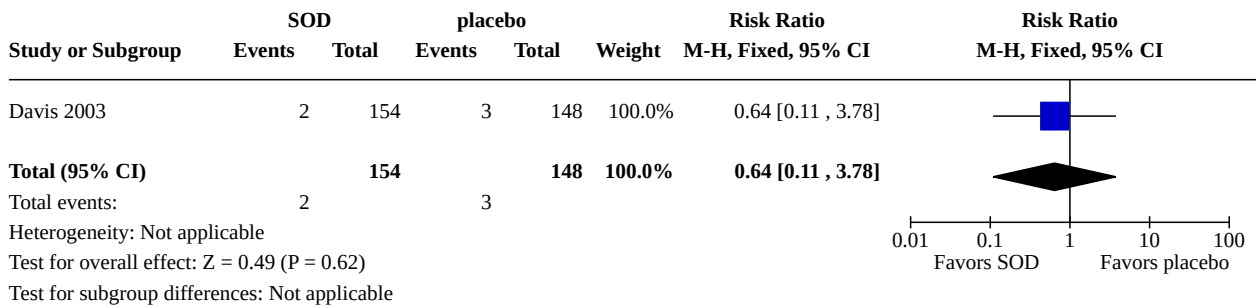 SOD placebo Risk Ratio Risk Ratio
Study or Subgroup Events Total Events Total Weight M-H, Fixed, 95% CI M-H, Fixed, 95% CI
Davis 2003 2 154 3 148 100.0% 0.64 [0.11 , 3.78]
Total (95% CI) 154 148 100.0% 0.64 [0.11 , 3.78]
Total events: 2 3
Heterogeneity: Not applicable
0.01 0.1 1 10 100
Test for overall effect: Z = 0.49 (P = 0.62) Favors SOD Favors placebo
Test for subgroup differences: Not applicable